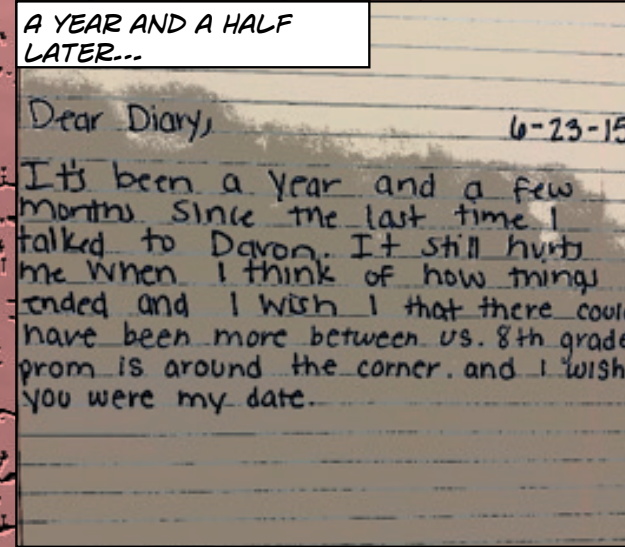 A YEAR AND A HALF
LATER...
Dear Diary,
6-23-15
It's been a year and a few
months since the last time I
talked to Davon. It still hurts
me when I think of how things
ended and I wish I that there could
have been more between us. 8th grade
prom is around the corner. and I wish
you were my date.